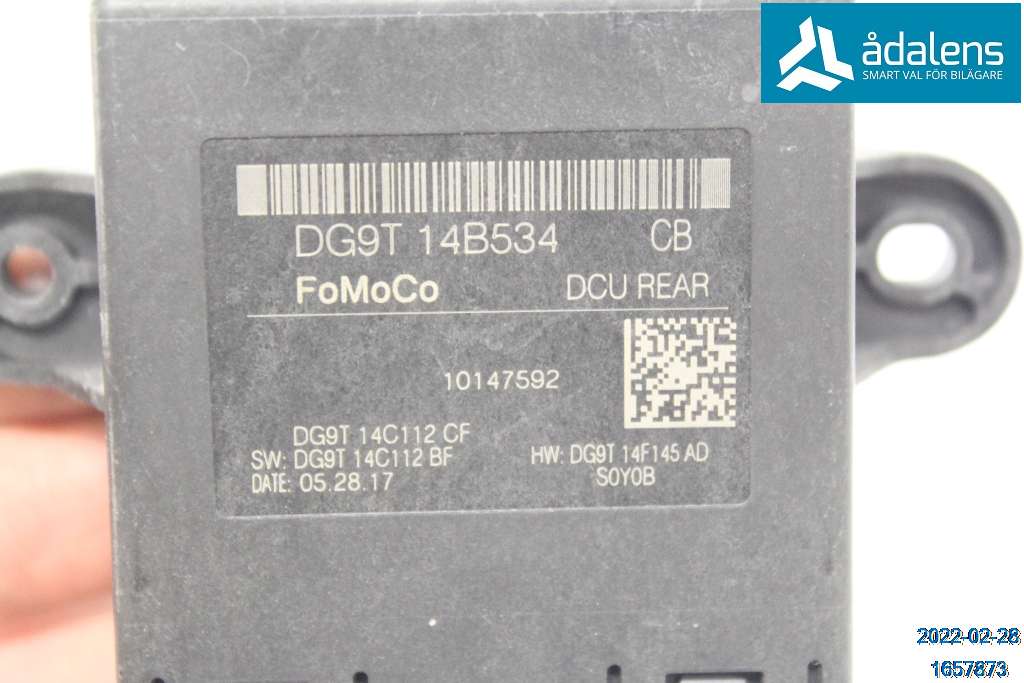 ådalens
SMART VAL FÖR BILÄGARE
DG9T 14B534 CB
FoMoCo DCU REAR
10147592
DG9T 14C112 CF
SW: DG9T 14C112 BF HW: DG9T 14F145 AD
DATE: 05.28.17 S0Y0B
2022-02-28
1657873